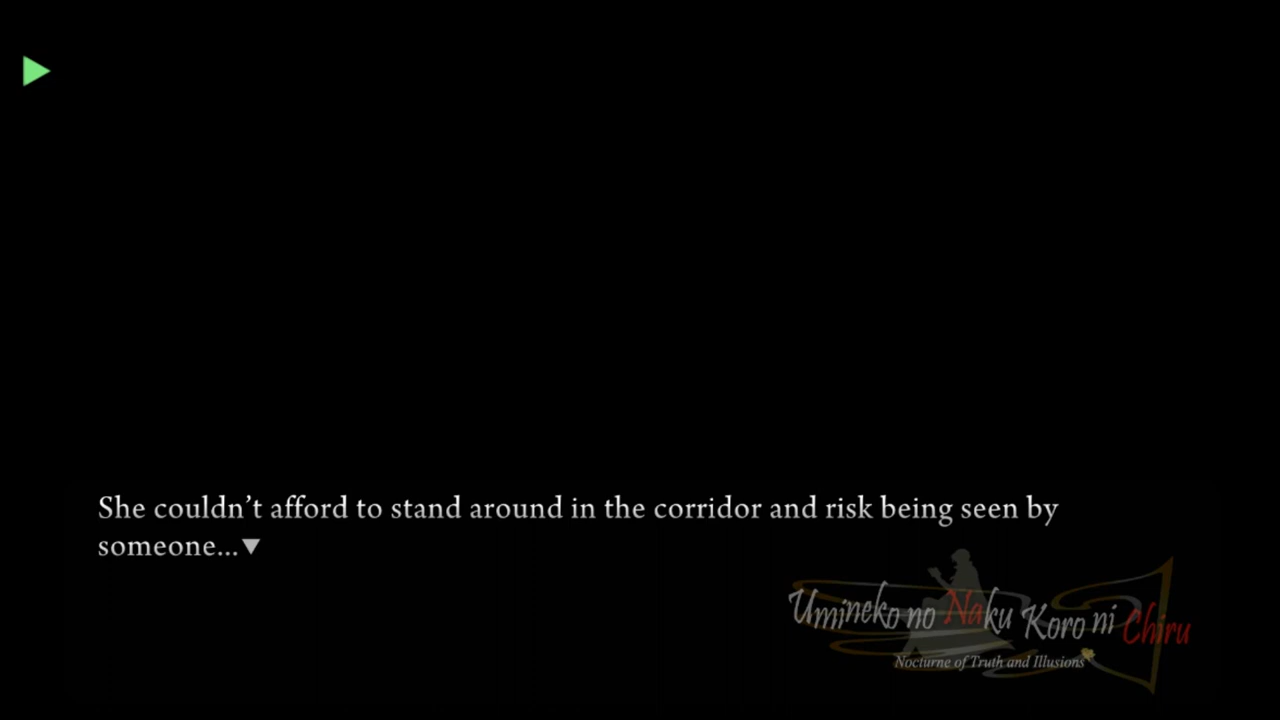 She couldn’t afford to stand around in the corridor and risk being seen by
someone...
Umineko no Naku Koro ni Chiru
Nocturne of Truth and Illusions